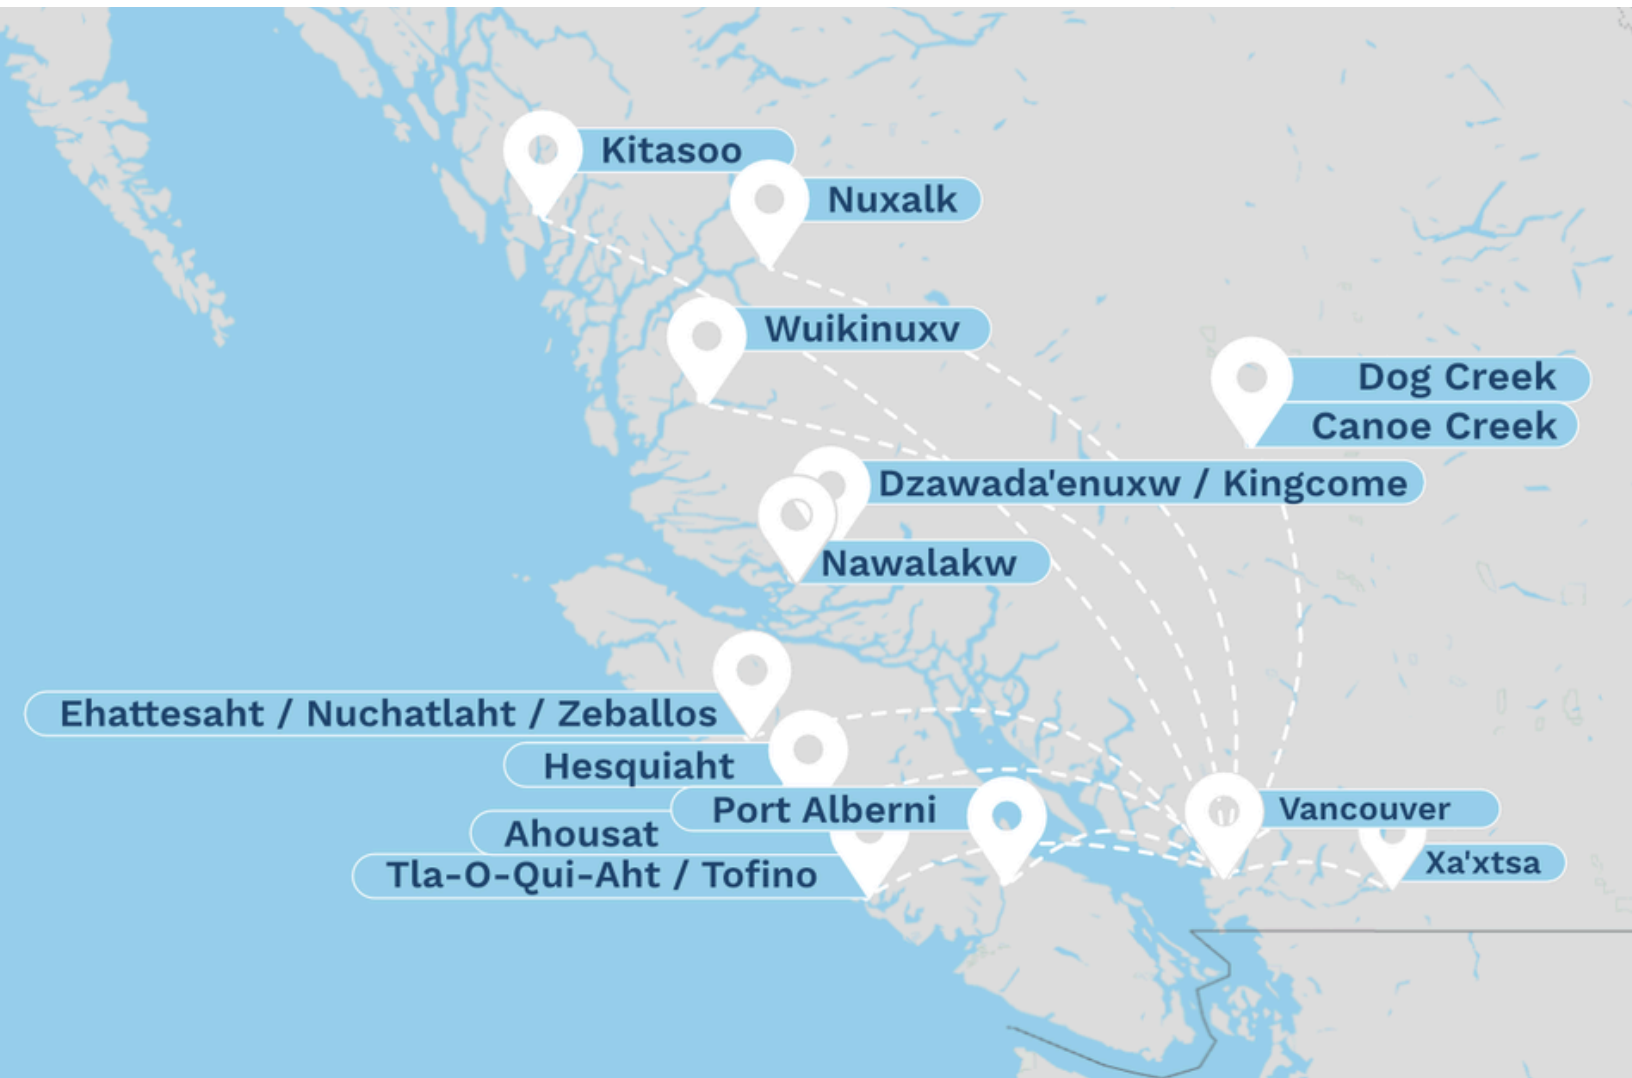 Kitasoo
Nuxalk
Wuikinuxv
Dog Creek
Canoe Creek
Dzawada'enuxw / Kingcome
Nawalakw
Ehattesaht / Nuchatlaht / Zeballos
Hesquiaht
Port Alberni
Vancouver
Ahousat
Xa'xtsa
Tla-O-Qui-Aht / Tofino